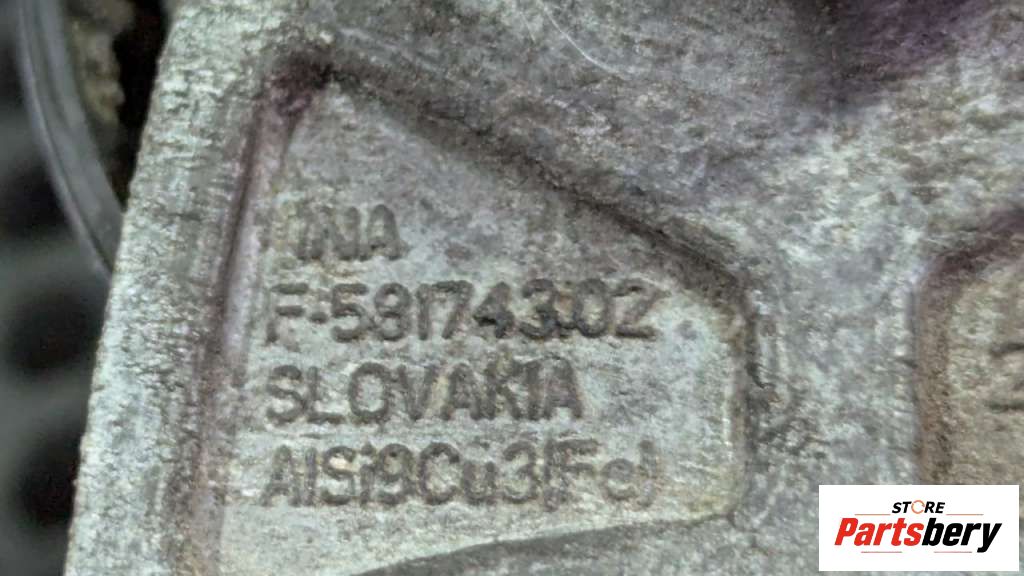 INA
F-581743.02
SLOVAKIA
AlSi9Cu3(Fe)
STORE
Partsbery